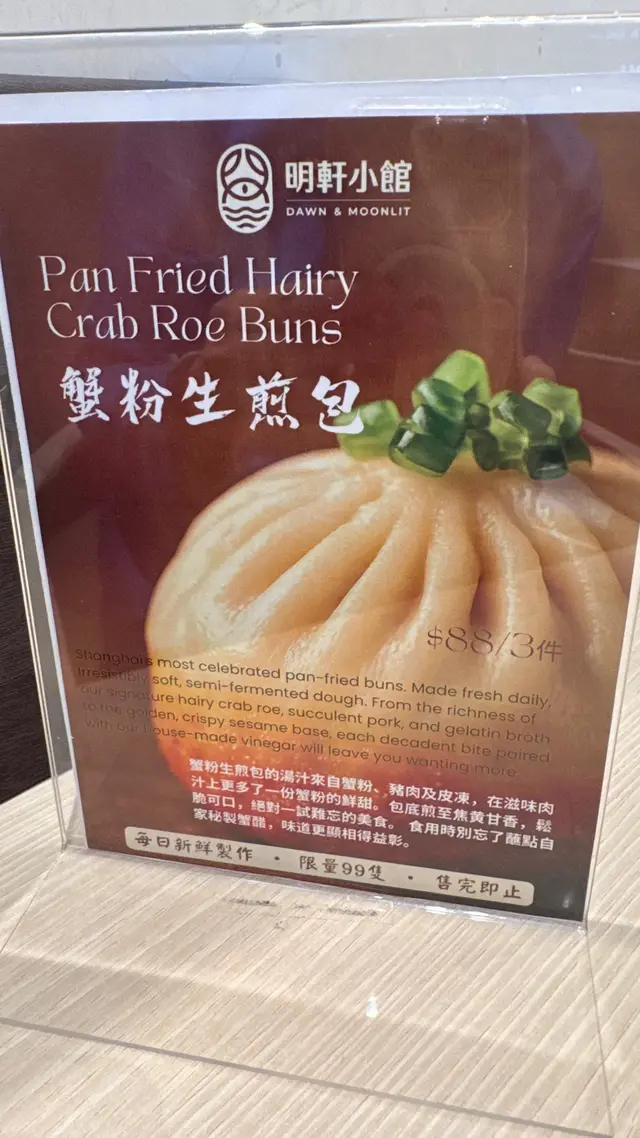 明軒小館
DAWN & MOONLIT
Pan Fried Hairy
Crab Roe Buns
蟹粉生煎包
$88/3件
Shanghai's most celebrated pan-fried buns. Made fresh daily,
Irresistibly soft, semi-fermented dough. From the richness of
our signature hairy crab roe, succulent pork, and gelatin broth
to the golden, crispy sesame base, each decadent bite paired
with our house-made vinegar will leave you wanting more.
蟹粉生煎包的湯汁來自蟹粉、豬肉及皮凍，在滋味肉
汁上更多了一份蟹粉的鮮甜。包底煎至焦黄甘香，鬆
脆可口，絕對一試難忘的美食。 食用時別忘了蘸點自
家秘製蟹醋，味道更顯相得益彰。
每日新鮮製作 · 限量99隻 · 售完即止